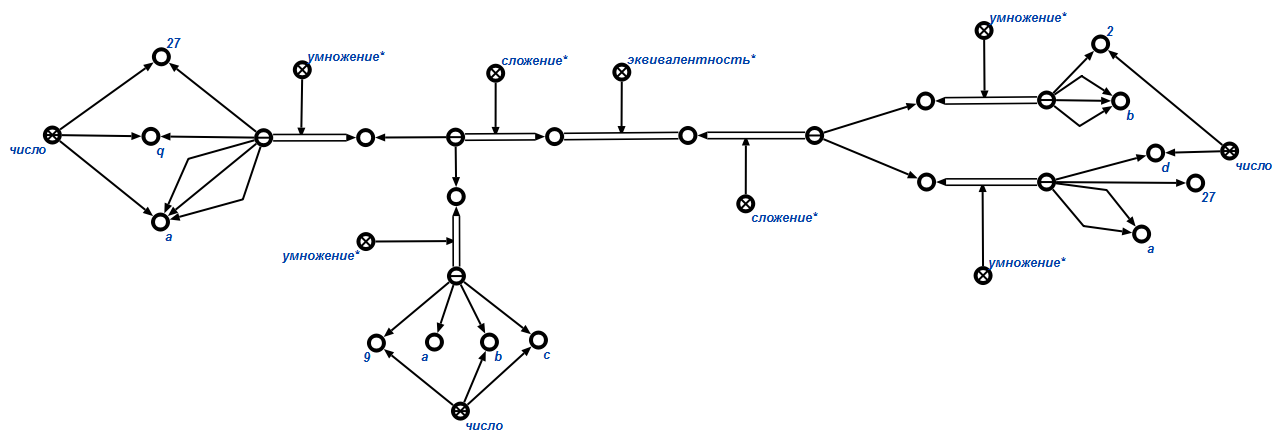 27
умножение*
сложение*
эквивалентность*
умножение*
2
b
число
q
a
d
число
27
a
сложение*
умножение*
умножение*
9
a
b
c
число